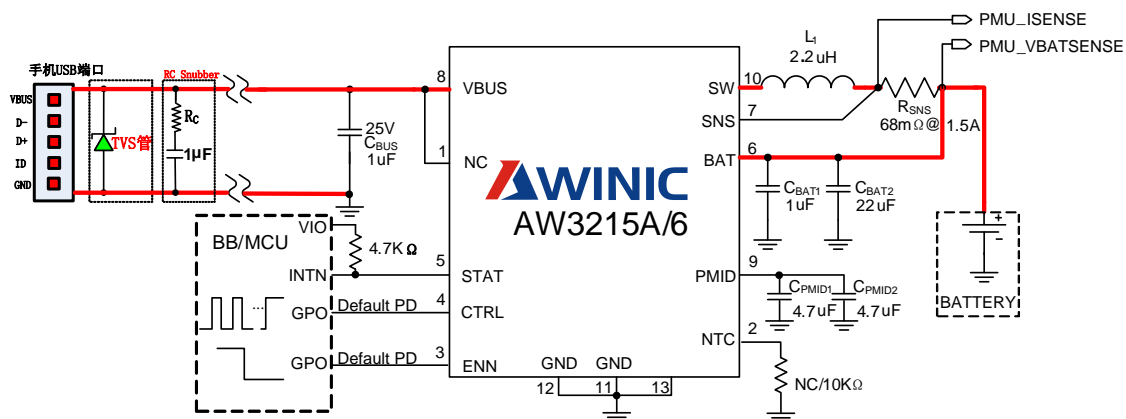 PMU_ISENSE
PMU_VBATSENSE
手机USB端口
VBUS
D-
D+
ID
GND
TVS管
RC Snubber
RC
1μF
25V
CBUS
1uF
8
VBUS
1
NC
AWINIC
AW3215A/6
SW
10
L1
2.2uH
SNS
7
RSNS
68mΩ@ 1.5A
BAT
6
CBAT1
1uF
CBAT2
22uF
+
-
BATTERY
PMID
9
CPMID1
4.7uF
CPMID2
4.7uF
NTC
2
NC/10KΩ
BB/MCU
VIO
4.7KΩ
INTN
5
STAT
...
GPO
Default PD
4
CTRL
GPO
Default PD
3
ENN
GND
GND
12
11
13